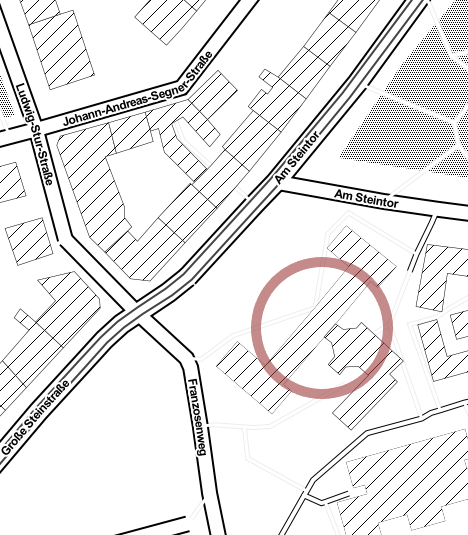 Johann-Andreas-Segner-Straße
Ludwig-Stur-Straße
Am Steintor
Am Steintor
Große Steinstraße
Franzosenweg